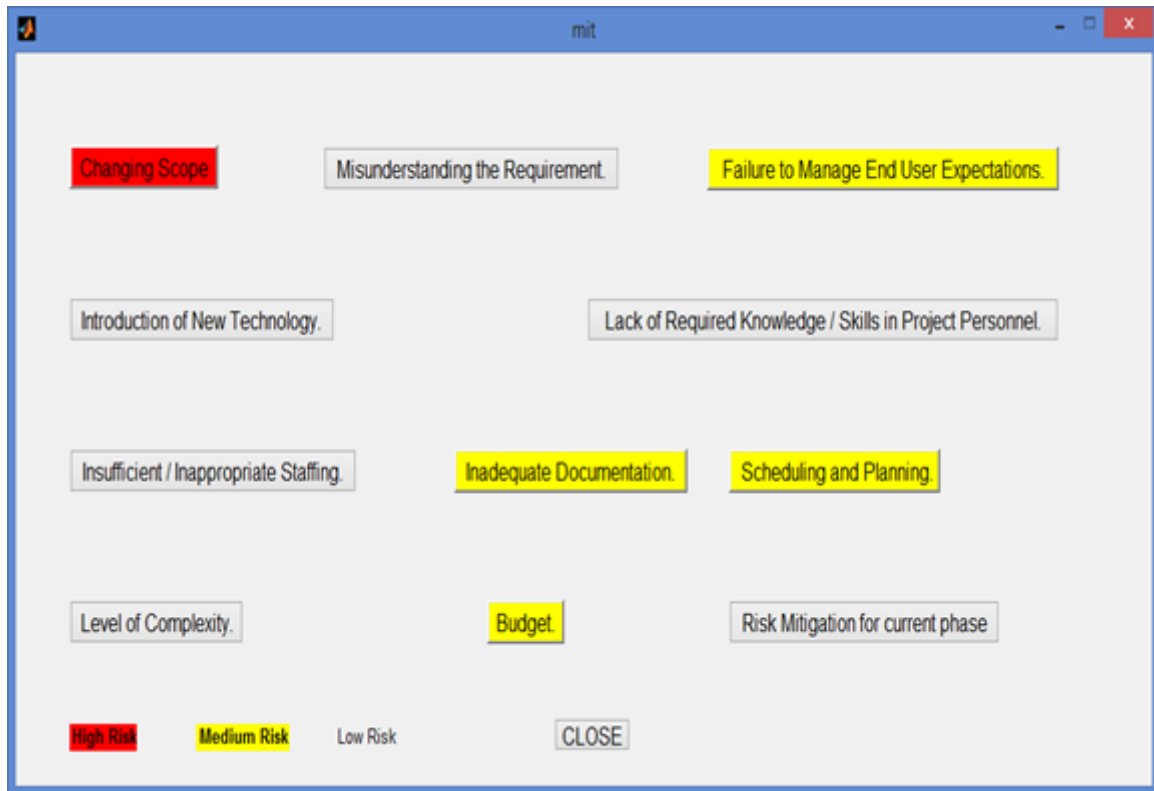 mit
Changing Scope
Misunderstanding the Requirement.
Failure to Manage End User Expectations.
Introduction of New Technology.
Lack of Required Knowledge / Skills in Project Personnel.
Insufficient / Inappropriate Staffing.
Inadequate Documentation.
Scheduling and Planning.
Level of Complexity.
Budget.
Risk Mitigation for current phase
High Risk
Medium Risk
Low Risk
CLOSE